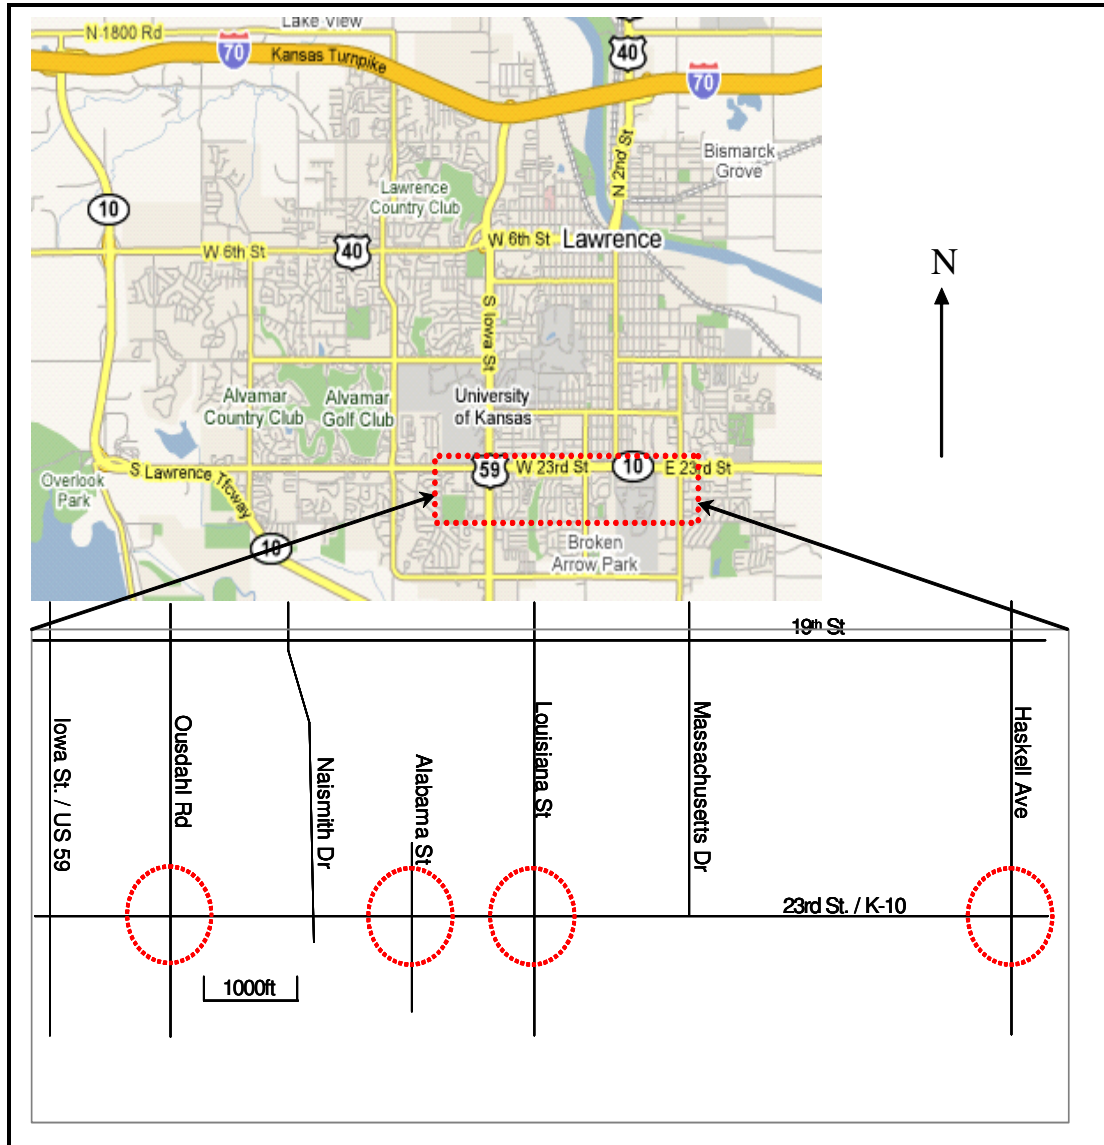 Lake View
N 1800 Rd
70
Kansas Turnpike
40
70
N 2nd St
Bismarck
Grove
10
Lawrence
Country Club
W 6th St
40
W 6th St
Lawrence
N
S Iowa St
Alvamar
Country Club
Alvamar
Golf Club
University
of Kansas
Overlook
Park
S Lawrence Tfcway
59
W 23rd St
10
E 23rd St
10
Broken
Arrow Park
19th St
Iowa St. / US 59
Ousdahl Rd
Naismith Dr
Alabama St
Louisiana St
Massachusetts Dr
Haskell Ave
23rd St. / K-10
1000ft